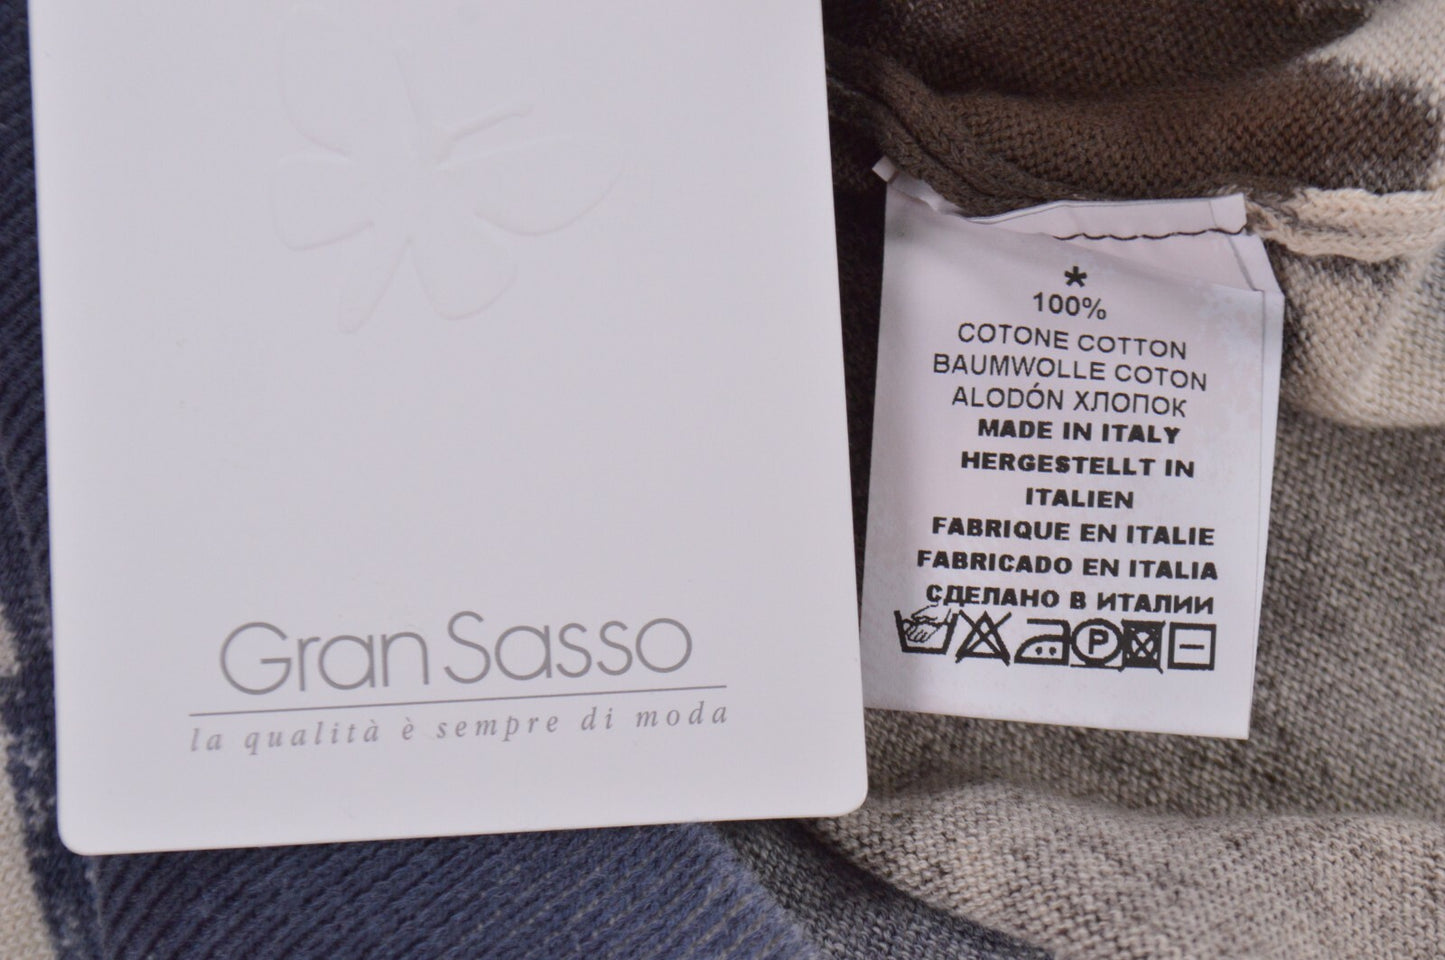 Gran Sasso
la qualità è sempre di moda
*
100%
COTONE COTTON
BAUMWOLLE COTON
ALODÓN ХЛОПОК
MADE IN ITALY
HERGESTELLT IN
ITALIEN
FABRIQUE EN ITALIE
FABRICADO EN ITALIA
СДЕЛАНО В ИТАЛИИ
P